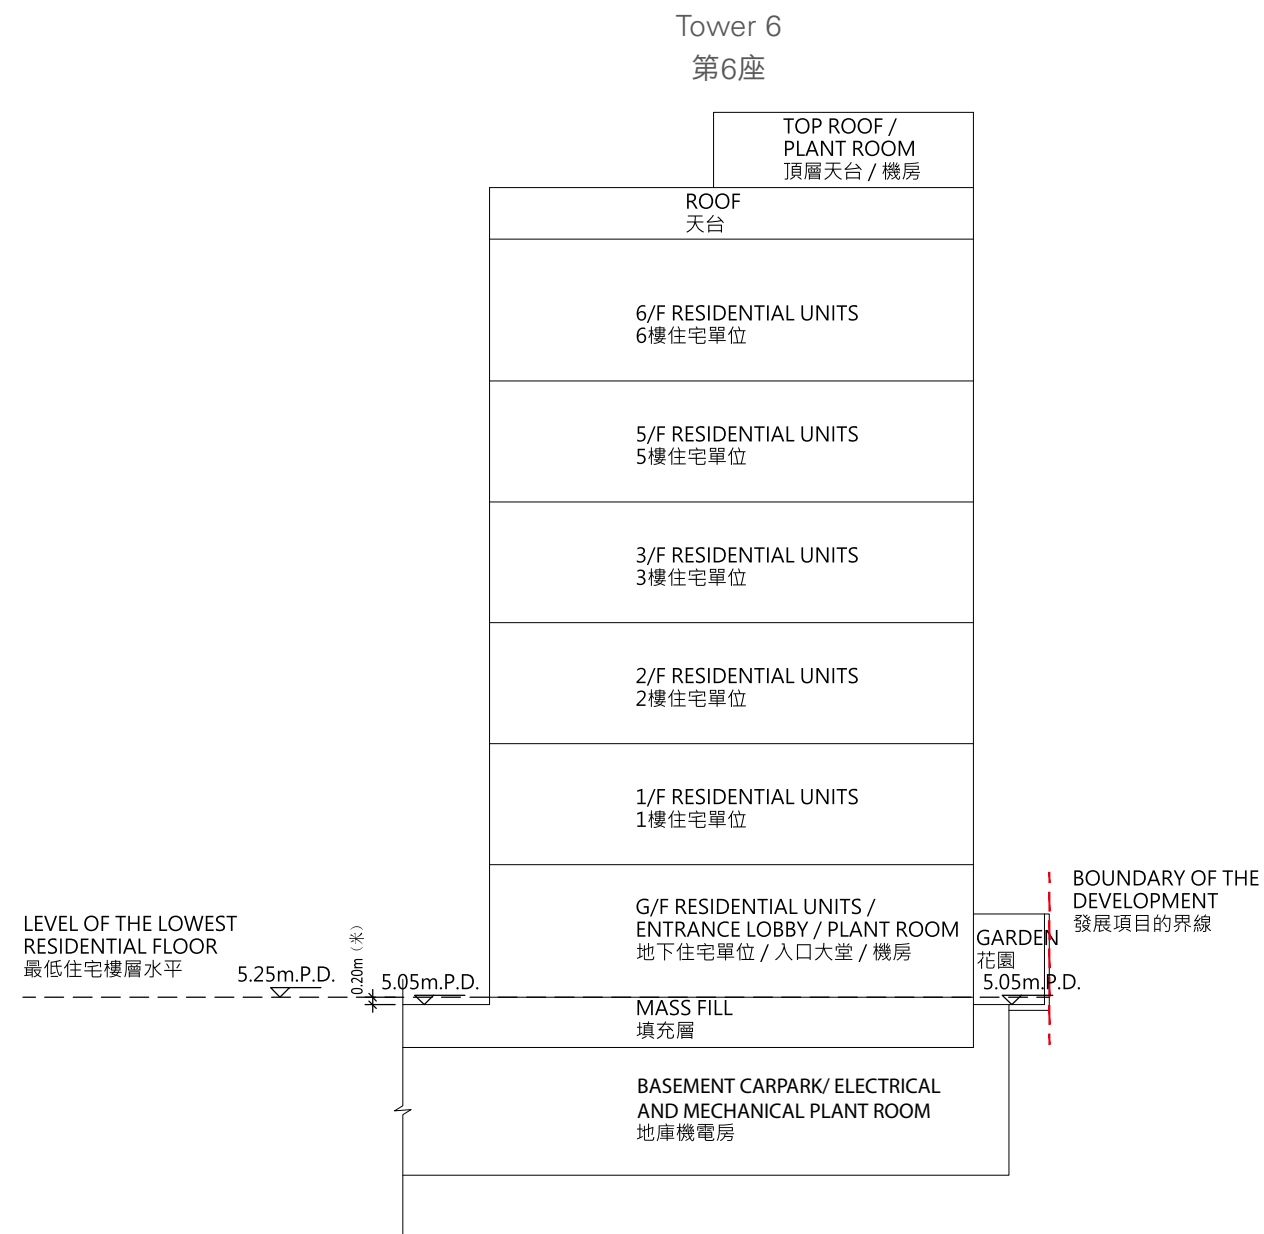 Tower 6
第6座
TOP ROOF /
PLANT ROOM
頂層天台 / 機房
ROOF
天台
6/F RESIDENTIAL UNITS
6樓住宅單位
5/F RESIDENTIAL UNITS
5樓住宅單位
3/F RESIDENTIAL UNITS
3樓住宅單位
2/F RESIDENTIAL UNITS
2樓住宅單位
1/F RESIDENTIAL UNITS
1樓住宅單位
G/F RESIDENTIAL UNITS /
ENTRANCE LOBBY / PLANT ROOM
地下住宅單位 / 入口大堂 / 機房
BOUNDARY OF THE
DEVELOPMENT
發展項目的界線
LEVEL OF THE LOWEST
RESIDENTIAL FLOOR
最低住宅樓層水平
5.25m.P.D.
0.20m (米)
5.05m.P.D.
GARDEN
花園
5.05m.P.D.
MASS FILL
填充層
BASEMENT CARPARK/ ELECTRICAL
AND MECHANICAL PLANT ROOM
地庫機電房